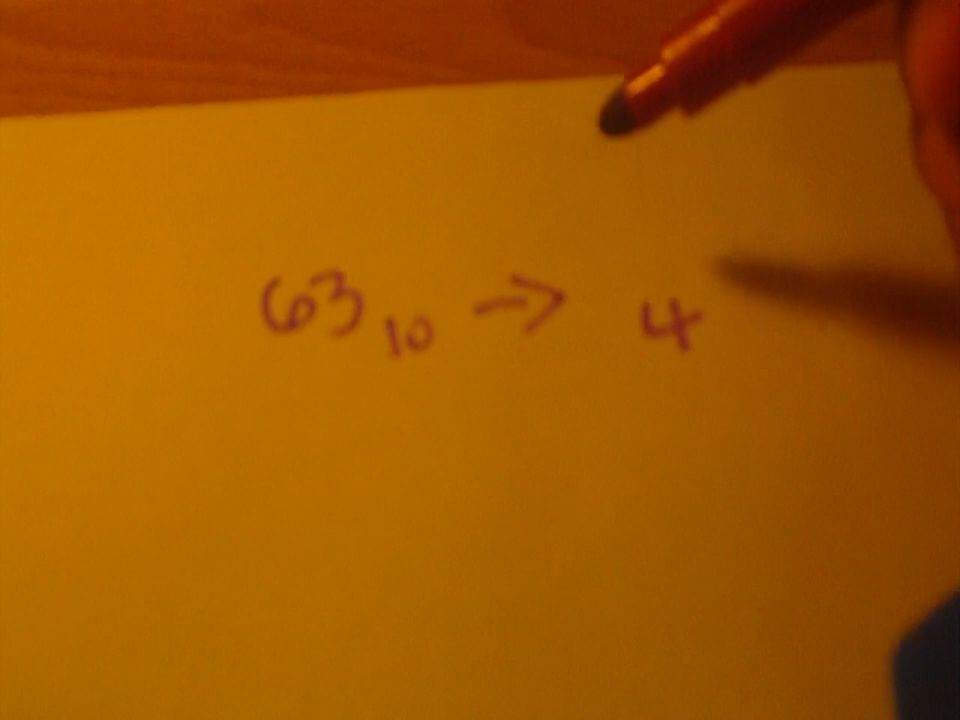 63₁₀ → ₄